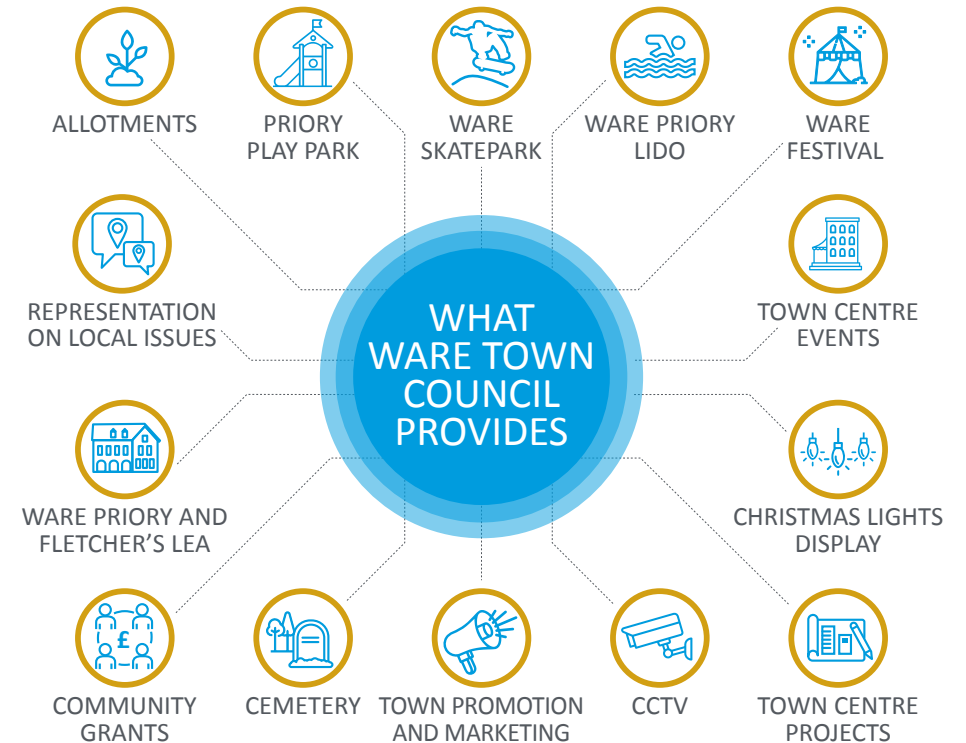 ALLOTMENTS
PRIORY
PLAY PARK
WARE
SKATEPARK
WARE PRIORY
LIDO
WARE
FESTIVAL
REPRESENTATION
ON LOCAL ISSUES
WHAT
WARE TOWN
COUNCIL
PROVIDES
TOWN CENTRE
EVENTS
WARE PRIORY AND
FLETCHER'S LEA
CHRISTMAS LIGHTS
DISPLAY
£
COMMUNITY
GRANTS
CEMETERY
TOWN PROMOTION
AND MARKETING
CCTV
TOWN CENTRE
PROJECTS